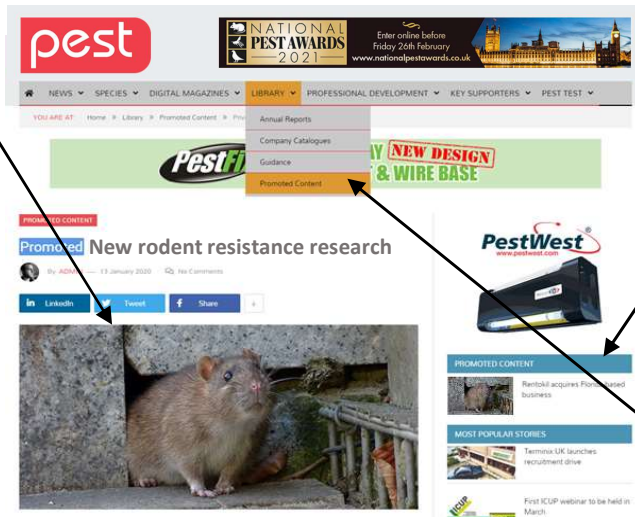 pest
NATIONAL
PEST AWARDS
2021
Enter online before
Friday 26th February
www.nationalpestawards.co.uk
NEWS SPECIES DIGITAL MAGAZINES LIBRARY PROFESSIONAL DEVELOPMENT KEY SUPPORTERS PEST TEST
YOU ARE AT: Home » Library » Promoted Content »
Annual Reports
Company Catalogues
Guidance
Promoted Content
NEW DESIGN
& WIRE BASE
PROMOTED CONTENT
Promoted New rodent resistance research
By ADMIN — 13 January 2020 No Comments
in LinkedIn Tweet f Share +
PestWest
www.pestwest.com
PROMOTED CONTENT
Rentokil acquires Florida based
business
MOST POPULAR STORIES
Terminix UK launches
recruitment drive
ICUP
First ICUP webinar to be held in
March